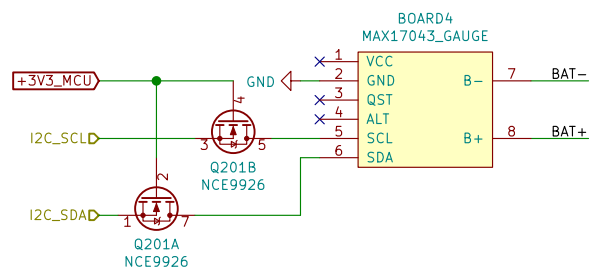 BOARD4
MAX17043_GAUGE
+3V3_MCU
GND
1 VCC
2 GND
3 QST
4 ALT
5 SCL
6 SDA
B- 7 BAT-
B+ 8 BAT+
4
I2C_SCL
3
5
Q201B
NCE9926
2
I2C_SDA
1
7
Q201A
NCE9926